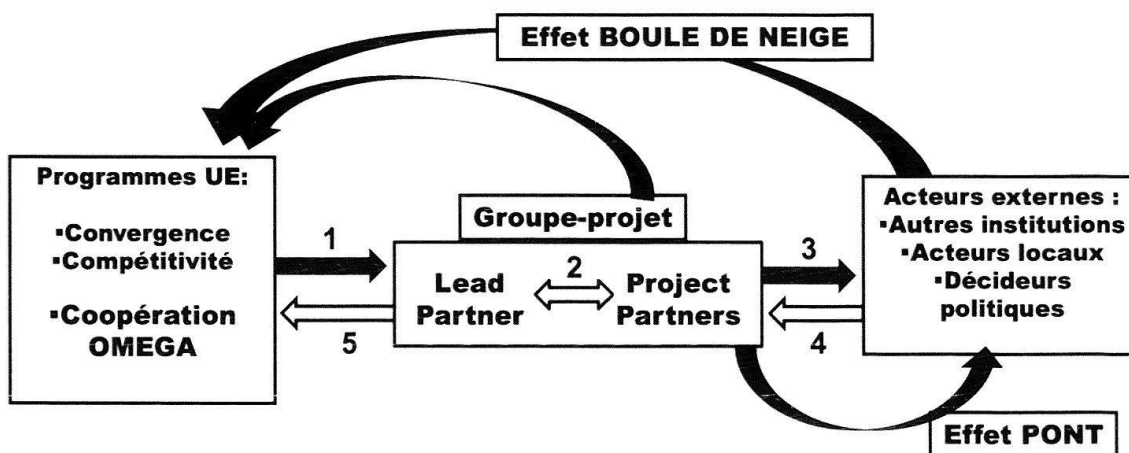 Effet BOULE DE NEIGE
Programmes UE:
▪Convergence
▪Compétitivité
▪Coopération
OMEGA
1
5
Groupe-projet
Lead
Partner
2
Project
Partners
3
4
Acteurs externes :
▪Autres institutions
▪Acteurs locaux
▪Décideurs
politiques
Effet PONT